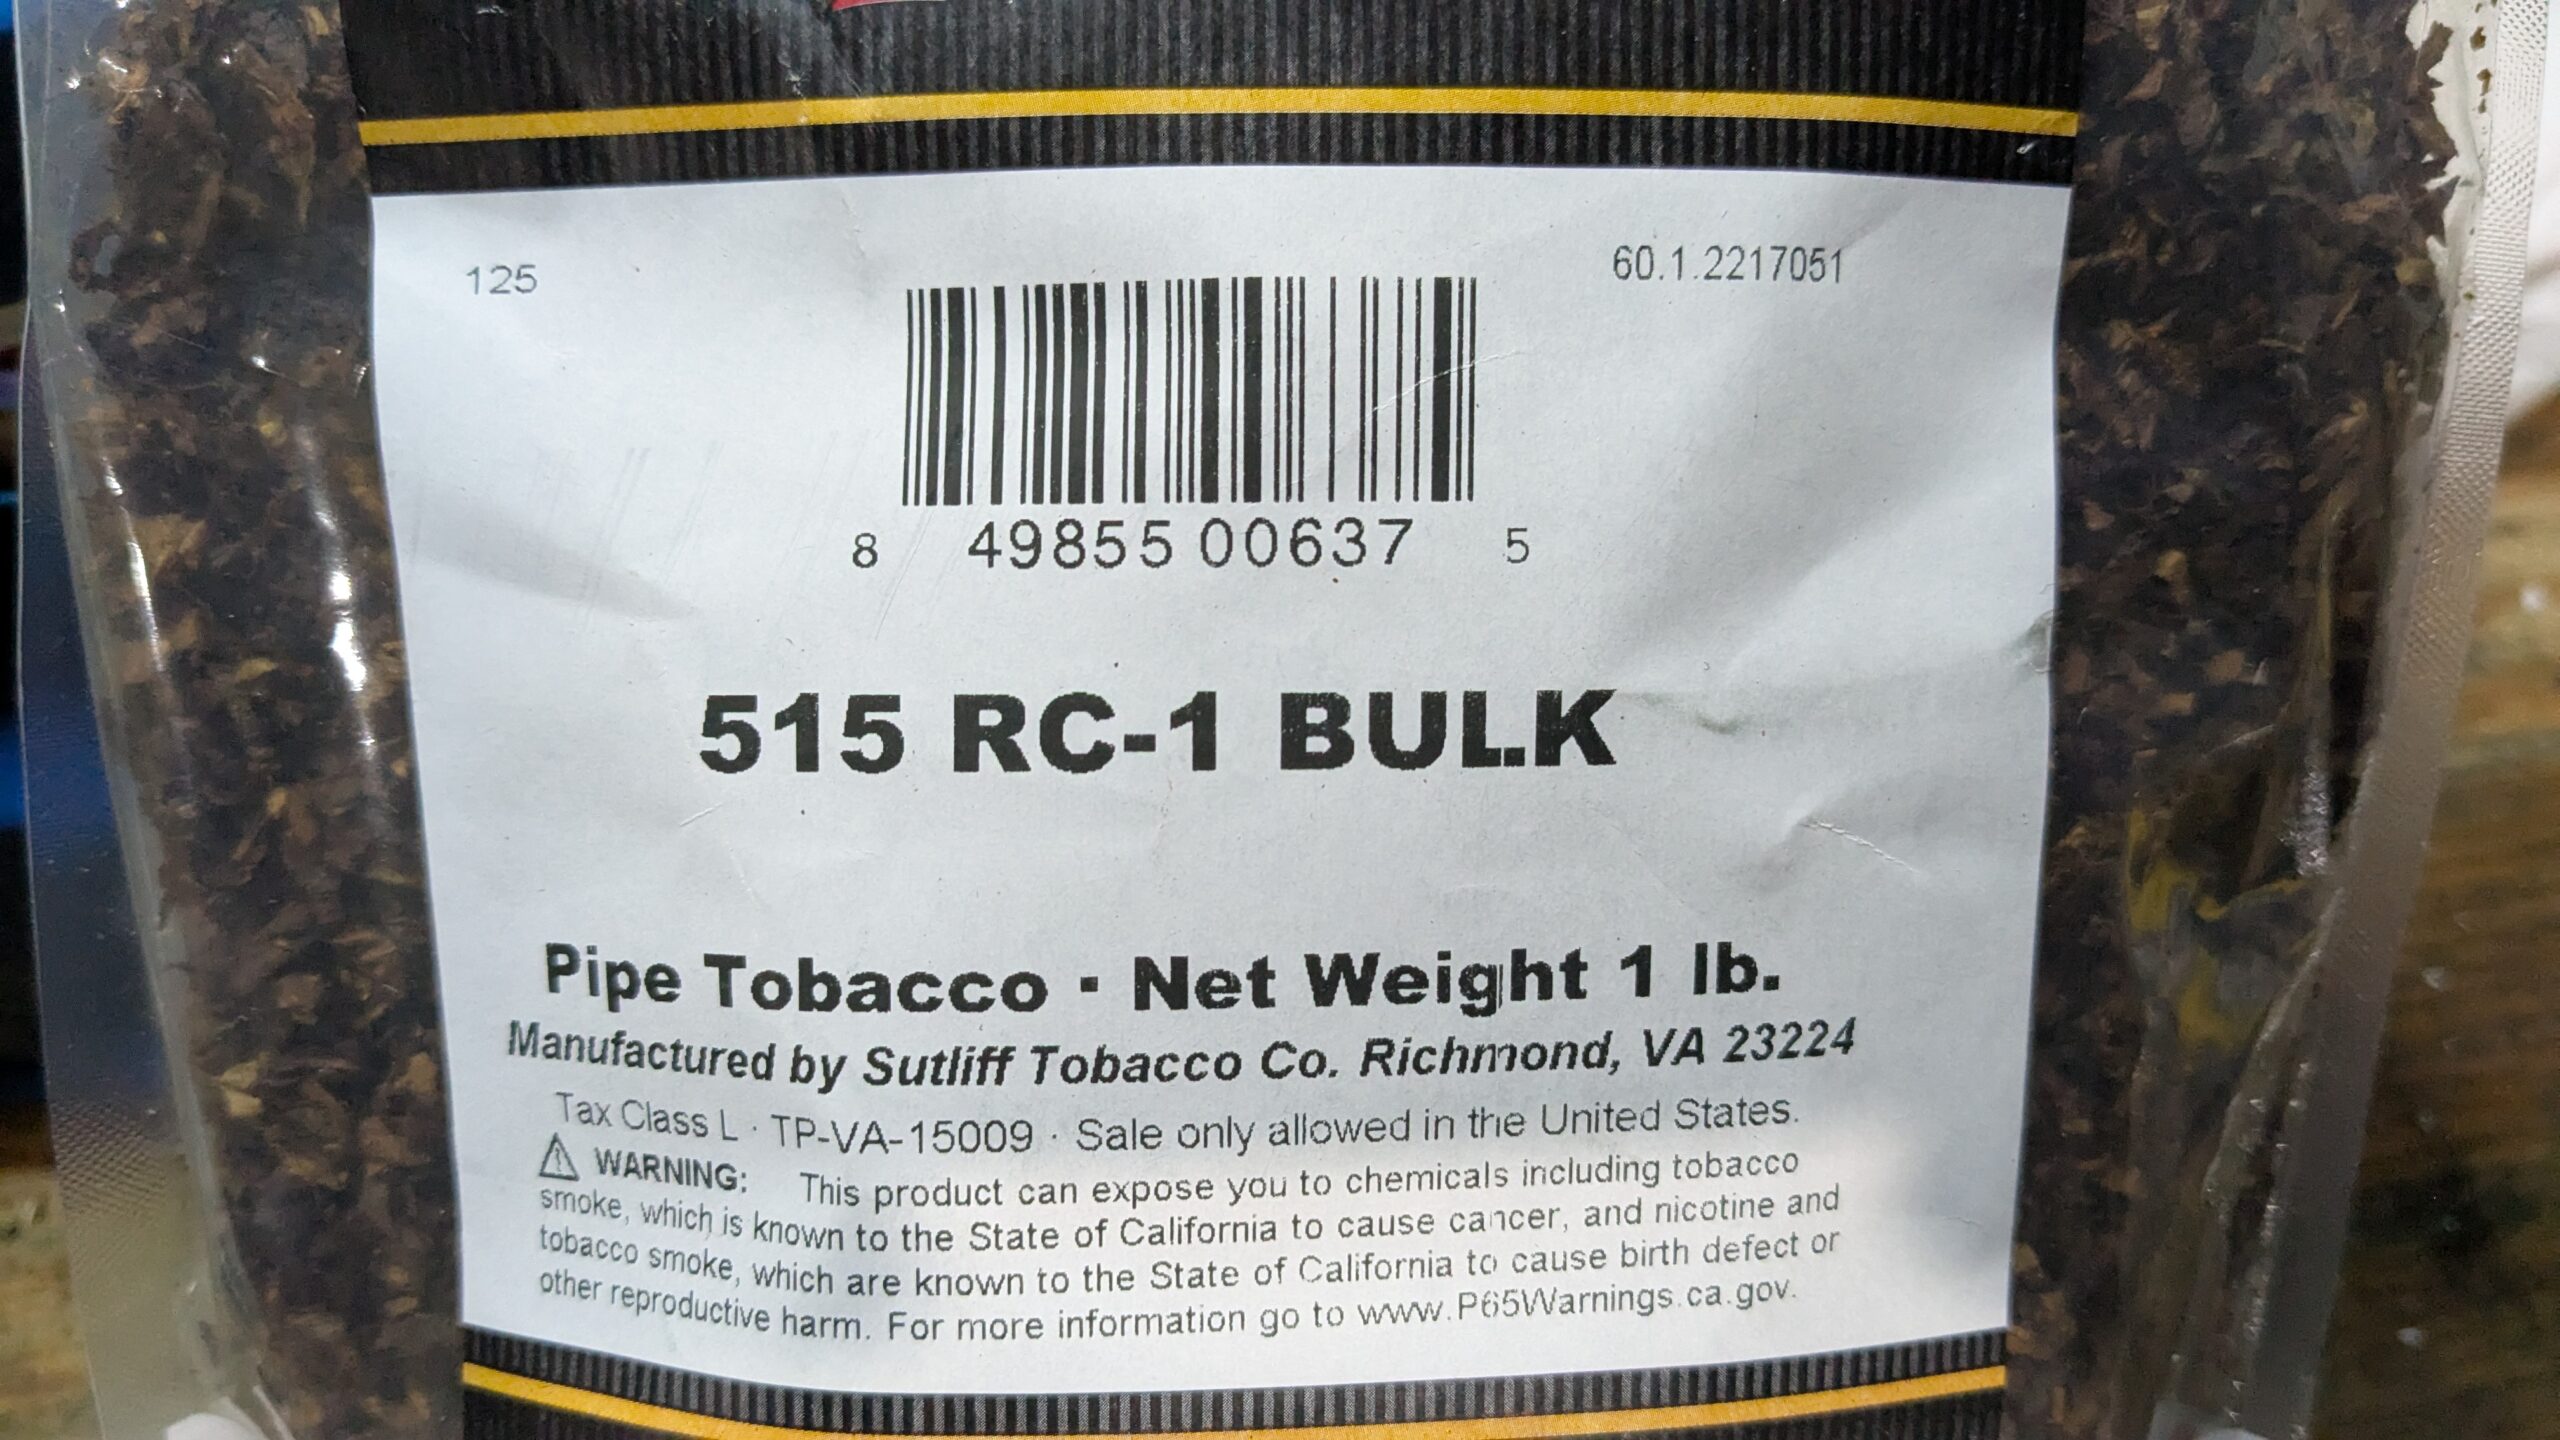 125
60.1.2217051
8 49855 00637 5
515 RC-1 BULK
Pipe Tobacco · Net Weight 1 lb.
Manufactured by Sutliff Tobacco Co. Richmond, VA 23224
Tax Class L · TP-VA-15009 · Sale only allowed in the United States.
⚠ WARNING: This product can expose you to chemicals including tobacco
smoke, which is known to the State of California to cause cancer, and nicotine and
tobacco smoke, which are known to the State of California to cause birth defect or
other reproductive harm. For more information go to www.P65Warnings.ca.gov.